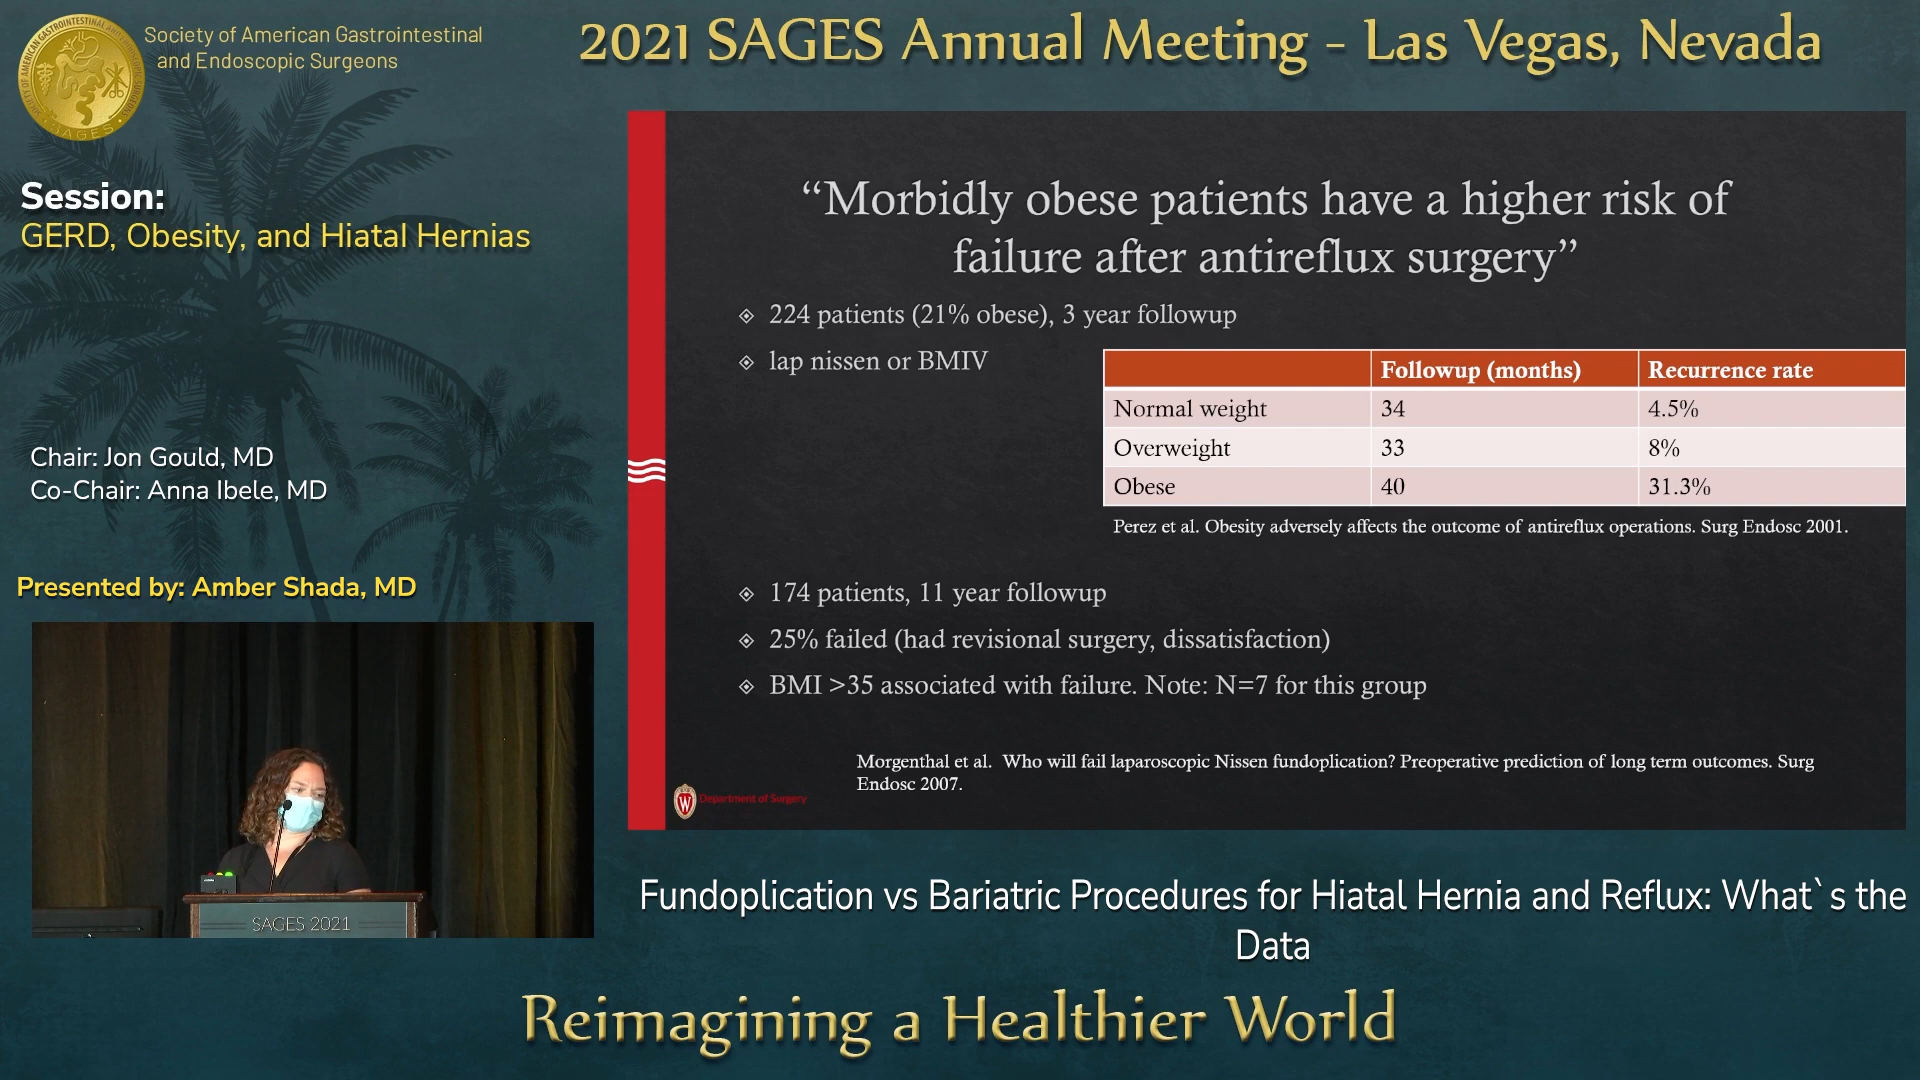 Society of American Gastrointestinal
and Endoscopic Surgeons
2021 SAGES Annual Meeting - Las Vegas, Nevada
Session:
GERD, Obesity, and Hiatal Hernias
Chair: Jon Gould, MD
Co-Chair: Anna Ibele, MD
Presented by: Amber Shada, MD
SAGES 2021
“Morbidly obese patients have a higher risk of
failure after antireflux surgery”
224 patients (21% obese), 3 year followup
lap nissen or BMIV
Followup (months) Recurrence rate
Normal weight 34 4.5%
Overweight 33 8%
Obese 40 31.3%
Perez et al. Obesity adversely affects the outcome of antireflux operations. Surg Endosc 2001.
174 patients, 11 year followup
25% failed (had revisional surgery, dissatisfaction)
BMI >35 associated with failure. Note: N=7 for this group
Morgenthal et al. Who will fail laparoscopic Nissen fundoplication? Preoperative prediction of long term outcomes. Surg
Endosc 2007.
W Department of Surgery
Fundoplication vs Bariatric Procedures for Hiatal Hernia and Reflux: What`s the
Data
Reimagining a Healthier World